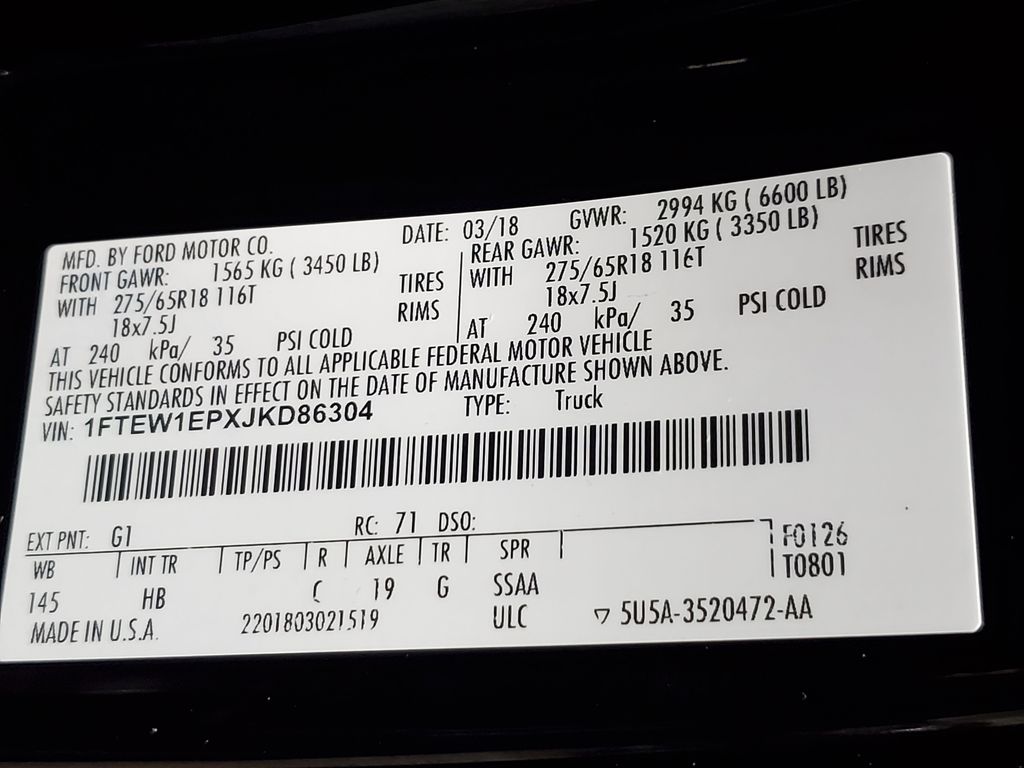 MFD. BY FORD MOTOR CO. DATE: 03/18 GVWR: 2994 KG ( 6600 LB)
FRONT GAWR: 1565 KG ( 3450 LB) REAR GAWR: 1520 KG ( 3350 LB)
WITH 275/65R18 116T TIRES WITH 275/65R18 116T TIRES
18x7.5J RIMS 18x7.5J RIMS
AT 240 kPa/ 35 PSI COLD AT 240 kPa/ 35 PSI COLD
THIS VEHICLE CONFORMS TO ALL APPLICABLE FEDERAL MOTOR VEHICLE
SAFETY STANDARDS IN EFFECT ON THE DATE OF MANUFACTURE SHOWN ABOVE.
VIN: 1FTEW1EPXJKD86304 TYPE: Truck
EXT PNT: G1 RC: 71 DSO:
WB INT TR TP/PS R AXLE TR SPR F0126
145 HB C 19 G SSAA T0801
MADE IN U.S.A. 2201803021519 ULC ▽ 5U5A-3520472-AA